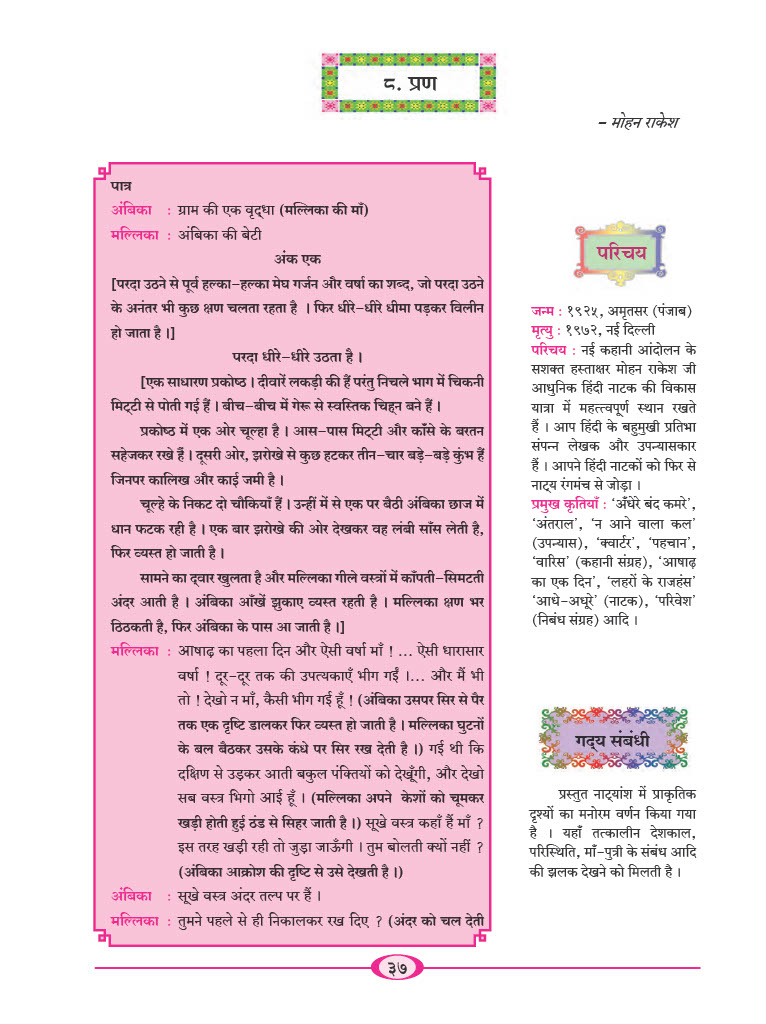 ८. प्रण
– मोहन राकेश
पात्र
अंबिका : ग्राम की एक वृद्‌धा (मल्लिका की माँ)
मल्लिका : अंबिका की बेटी
अंक एक
[परदा उठने से पूर्व हल्का-हल्का मेघ गर्जन और वर्षा का शब्द, जो परदा उठने
के अनंतर भी कुछ क्षण चलता रहता है । फिर धीरे-धीरे धीमा पड़कर विलीन
हो जाता है ।]
परदा धीरे-धीरे उठता है ।
[एक साधारण प्रकोष्ठ । दीवारें लकड़ी की हैं परंतु निचले भाग में चिकनी
मिट्‌टी से पोती गई हैं । बीच-बीच में गेरू से स्वस्तिक चिह्‌न बने हैं ।
प्रकोष्ठ में एक ओर चूल्हा है । आस-पास मिट्‌टी और काँसे के बरतन
सहेजकर रखे हैं । दूसरी ओर, झरोखे से कुछ हटकर तीन-चार बड़े-बड़े कुंभ हैं
जिनपर कालिख और काई जमी है ।
चूल्हे के निकट दो चौकियाँ हैं । उन्हीं में से एक पर बैठी अंबिका छाज में
धान फटक रही है । एक बार झरोखे की ओर देखकर वह लंबी साँस लेती है,
फिर व्यस्त हो जाती है ।
सामने का द्‌वार खुलता है और मल्लिका गीले वस्त्रों में काँपती-सिमटती
अंदर आती है । अंबिका आँखें झुकाए व्यस्त रहती है । मल्लिका क्षण भर
ठिठकती है, फिर अंबिका के पास आ जाती है ।]
मल्लिका : आषाढ़ का पहला दिन और ऐसी वर्षा माँ ! ... ऐसी धारासार
वर्षा ! दूर-दूर तक की उपत्यकाएँ भीग गईं ।... और मैं भी
तो ! देखो न माँ, कैसी भीग गई हूँ ! (अंबिका उसपर सिर से पैर
तक एक दृष्टि डालकर फिर व्यस्त हो जाती है । मल्लिका घुटनों
के बल बैठकर उसके कंधे पर सिर रख देती है ।) गई थी कि
दक्षिण से उड़कर आती बकुल पंक्तियों को देखूँगी, और देखो
सब वस्त्र भिगो आई हूँ । (मल्लिका अपने केशों को चूमकर
खड़ी होती हुई ठंड से सिहर जाती है ।) सूखे वस्त्र कहाँ हैं माँ ?
इस तरह खड़ी रही तो जुड़ा जाऊँगी । तुम बोलती क्यों नहीं ?
(अंबिका आक्रोश की दृष्टि से उसे देखती है ।)
अंबिका : सूखे वस्त्र अंदर तल्प पर हैं ।
मल्लिका : तुमने पहले से ही निकालकर रख दिए ? (अंदर को चल देती
परिचय
जन्म : १९२५, अमृतसर (पंजाब)
मृत्यु : १९७२, नई दिल्ली
परिचय : नई कहानी आंदोलन के
सशक्त हस्ताक्षर मोहन राकेश जी
आधुनिक हिंदी नाटक की विकास
यात्रा में महत्त्वपूर्ण स्थान रखते
हैं । आप हिंदी के बहुमुखी प्रतिभा
संपन्न लेखक और उपन्यासकार
हैं । आपने हिंदी नाटकों को फिर से
नाट्‌य रंगमंच से जोड़ा ।
प्रमुख कृतियाँ : ‘अँधेरे बंद कमरे’,
‘अंतराल’, ‘न आने वाला कल’
(उपन्यास), ‘क्वार्टर’, ‘पहचान’,
‘वारिस’ (कहानी संग्रह), ‘आषाढ़
का एक दिन’, ‘लहरों के राजहंस’
‘आधे-अधूरे’ (नाटक), ‘परिवेश’
(निबंध संग्रह) आदि ।
गद्‌य संबंधी
प्रस्तुत नाट्‌यांश में प्राकृतिक
दृश्यों का मनोरम वर्णन किया गया
है । यहाँ तत्कालीन देशकाल,
परिस्थिति, माँ-पुत्री के संबंध आदि
की झलक देखने को मिलती है ।
३७